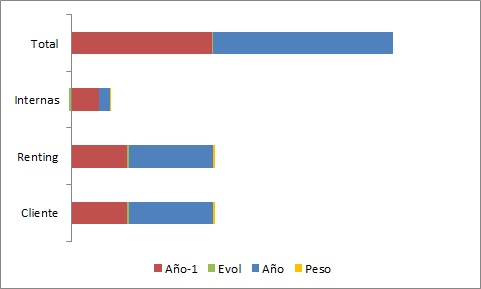 Total
Internas
Renting
Cliente
Año-1 Evol Año Peso